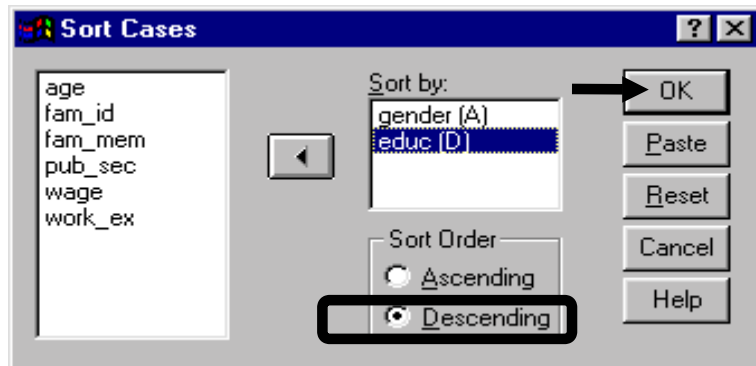 Sort Cases
?
age
fam_id
fam_mem
pub_sec
wage
work_ex
Sort by:
gender (A)
educ (D)
Sort Order
Ascending
Descending
OK
Paste
Reset
Cancel
Help